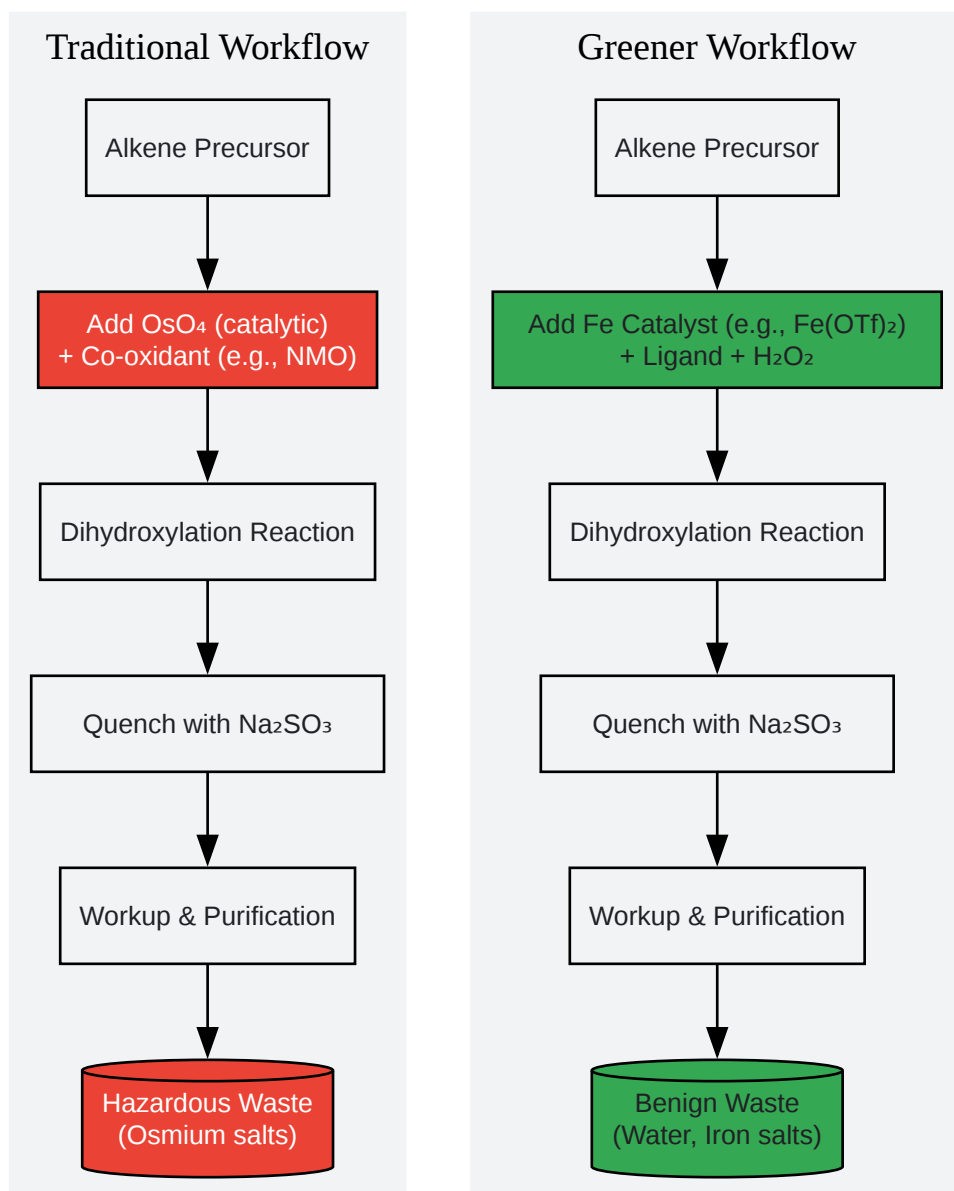 Traditional Workflow
Alkene Precursor
Add OsO₄ (catalytic)
+ Co-oxidant (e.g., NMO)
Dihydroxylation Reaction
Quench with Na₂SO₃
Workup & Purification
Hazardous Waste
(Osmium salts)
Greener Workflow
Alkene Precursor
Add Fe Catalyst (e.g., Fe(OTf)₂)
+ Ligand + H₂O₂
Dihydroxylation Reaction
Quench with Na₂SO₃
Workup & Purification
Benign Waste
(Water, Iron salts)